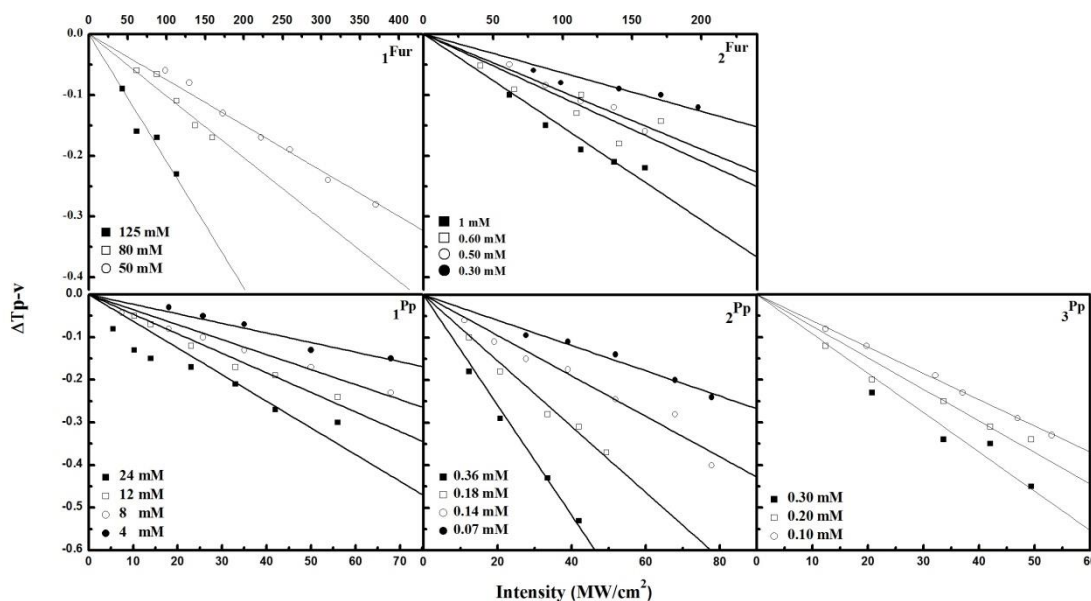 0 50 100 150 200 250 300 350 400 0 50 100 150 200
0.0
-0.1
-0.2
-0.3
-0.4
1Fur
125 mM
80 mM
50 mM
2Fur
1 mM
0.60 mM
0.50 mM
0.30 mM
ΔTp-v
0.0
-0.1
-0.2
-0.3
-0.4
-0.5
-0.6
1Pp
24 mM
12 mM
8 mM
4 mM
2Pp
0.36 mM
0.18 mM
0.14 mM
0.07 mM
3Pp
0.30 mM
0.20 mM
0.10 mM
0 10 20 30 40 50 60 70 0 20 40 60 80 0 10 20 30 40 50 60
Intensity (MW/cm²)